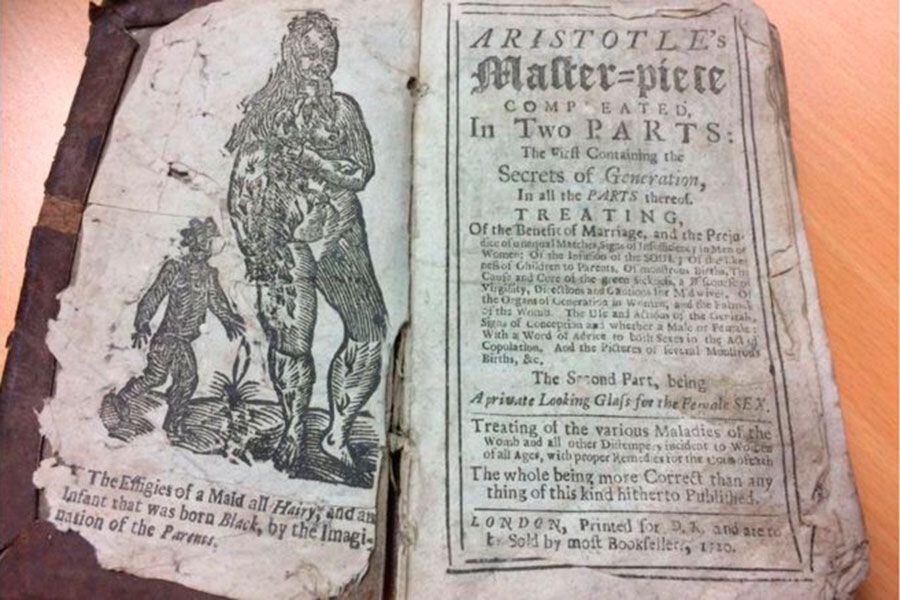 The Effigies of a Maid all Hairy, and an
Infant that was born Black, by the Imagi-
nation of the Parents.
ARISTOTLE's
Maſter=piece
COMPLEATED,
In Two PARTS:
The First Containing the
Secrets of Generation,
In all the PARTS thereof.
TREATING,
Of the Benefit of Marriage, and the Preju-
dice of unequal Matches, Signs of Inſufficiency in Men or
Women; Of the Infuſion of the SOUL; Of the Like-
neſs of Children to Parents, Of monſtrous Births, The
Cauſe and Cure of the green Sickneſs, a Diſcourſe of
Virginity, Directions and Cautions for Midwives, Of
the Organs of Generation in Women, and the Fabrick
of the Womb. The Uſe and Actions of the Genitals,
Signs of Conception and whether a Male or Female;
With a Word of Advice to both Sexes in the Act of
Copulation. And the Pictures of ſeveral Monſtrous
Births, &c.
The Second Part, being
A private Looking Glaſs for the Female SEX.
Treating of the various Maladies of the
Womb and all other Diſtempers incident to Women
of all Ages, with proper Remedies for the Cure of each
The whole being more Correct than any
thing of this kind hitherto Publiſhed.
LONDON, Printed for and are to
be Sold by moſt Bookſellers, 1720.